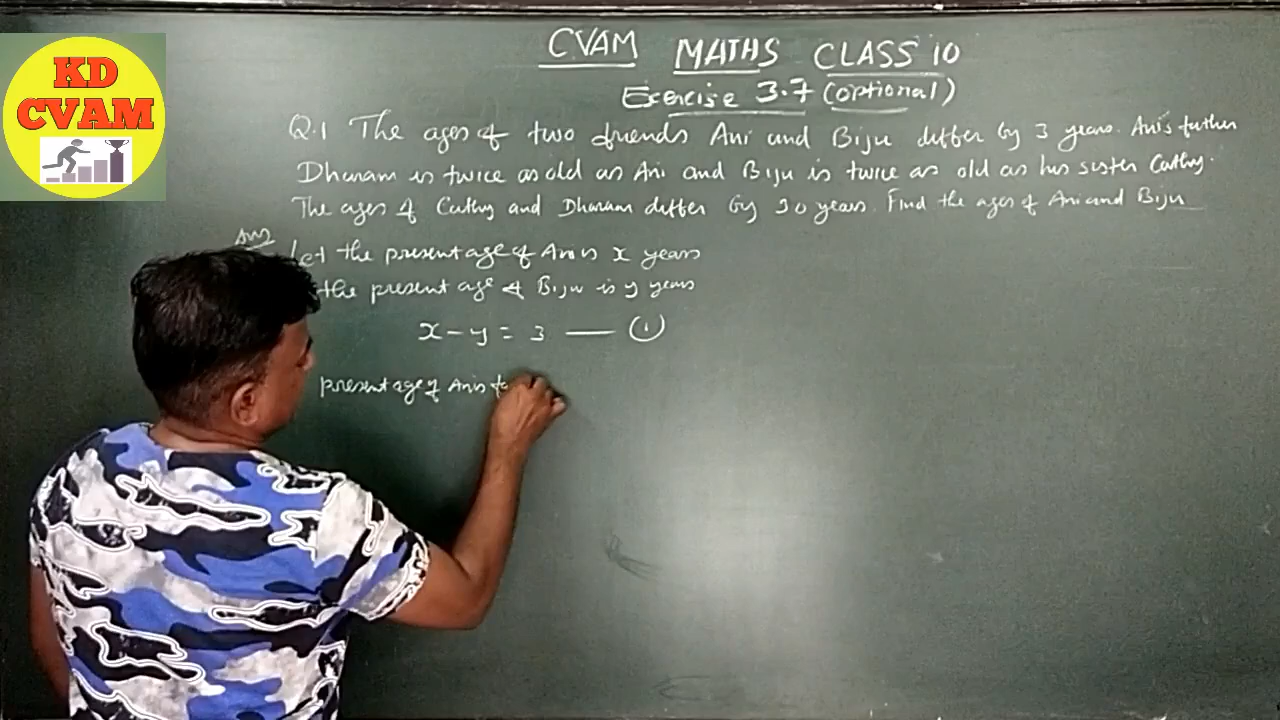 KD
CVAM
CVAM MATHS CLASS 10
Exercise 3.7 (optional)
Q.1 The ages of two friends Ani and Biju differ by 3 years. Ani's father
Dharam is twice as old as Ani and Biju is twice as old as his sister Cathy.
The ages of Cathy and Dharam differ by 30 years. Find the ages of Ani and Biju
Ans
Let the present age of Ani is x years
the present age of Biju is y years
x - y = 3 — (1)
present age of Ani's